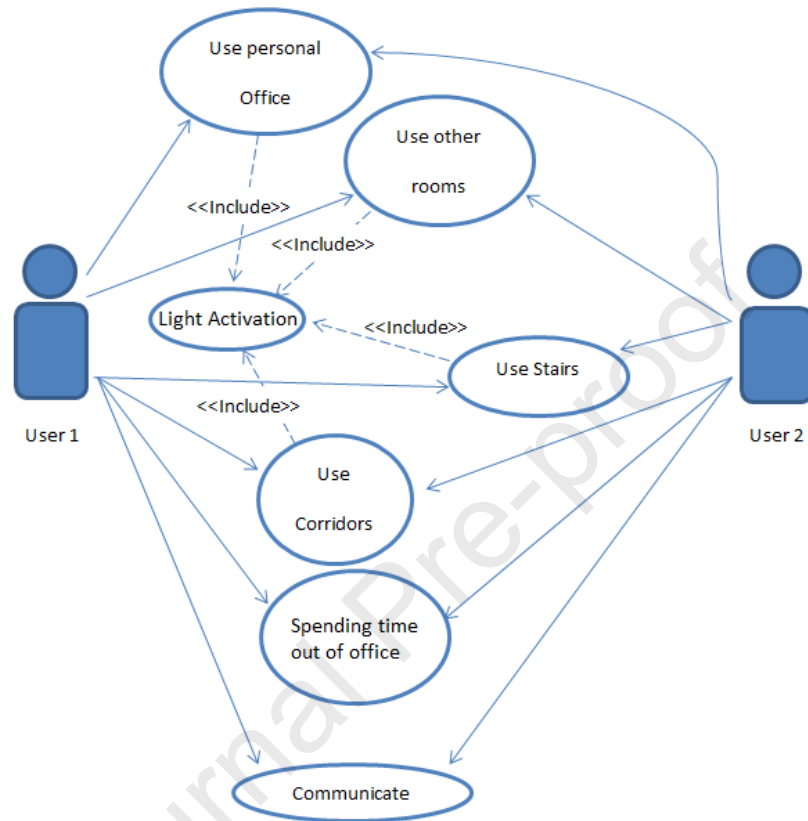 Use personal
Office
Use other
rooms
<<Include>>
<<Include>>
Light Activation
<<Include>>
Use Stairs
<<Include>>
User 1
User 2
Use
Corridors
Spending time
out of office
Communicate
urnal Pre-proof